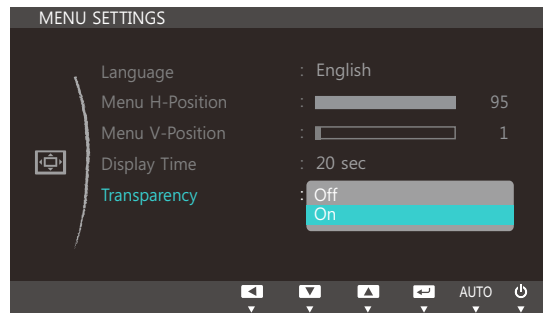 MENU SETTINGS
Language : English
Menu H-Position : 95
Menu V-Position : 1
Display Time : 20 sec
Transparency : Off
On
AUTO